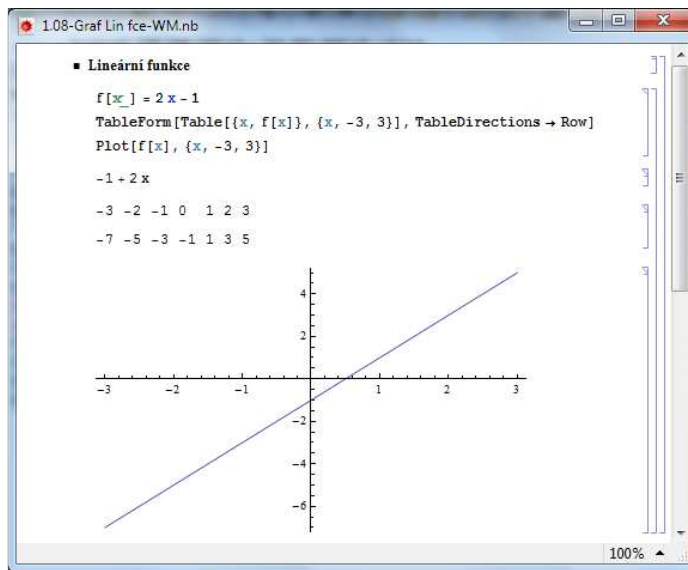 1.08-Graf Lin fce-WM.nb
Lineární funkce
f[x_] = 2 x - 1
TableForm[Table[{x, f[x]}, {x, -3, 3}], TableDirections → Row]
Plot[f[x], {x, -3, 3}]
-1 + 2 x
-3 -2 -1 0 1 2 3
-7 -5 -3 -1 1 3 5
4
2
-3 -2 -1 1 2 3
-2
-4
-6
100%